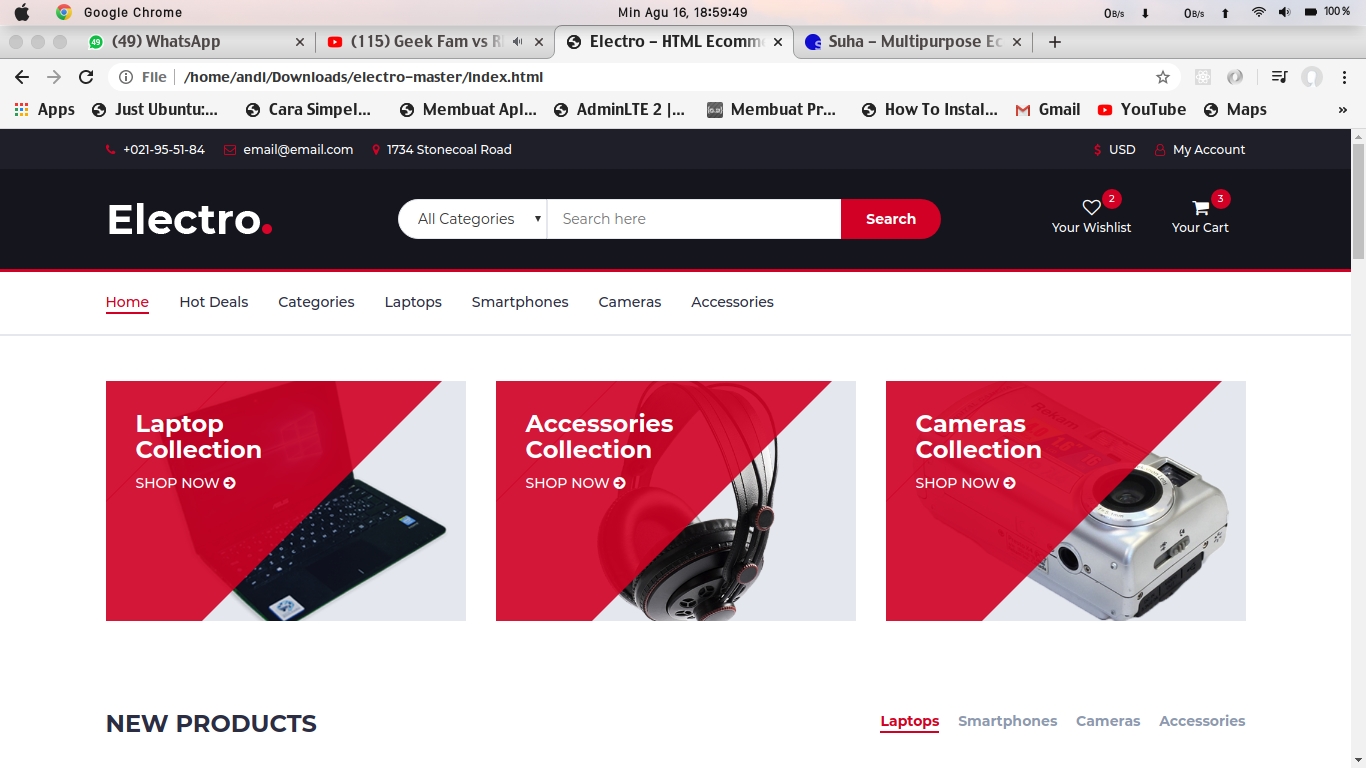 Google Chrome
Min Agu 16, 18:59:49
0B/s 0B/s 100%
(49) WhatsApp
(115) Geek Fam vs R
Electro – HTML Ecomme
Suha – Multipurpose Ec
File /home/andi/Downloads/electro-master/index.html
Apps Just Ubuntu:... Cara Simpel... Membuat Apl... AdminLTE 2 |... Membuat Pr... How To Instal... Gmail YouTube Maps »
+021-95-51-84 email@email.com 1734 Stonecoal Road $ USD My Account
Electro.
All Categories Search here Search
2 3
Your Wishlist Your Cart
Home Hot Deals Categories Laptops Smartphones Cameras Accessories
Laptop
Collection
SHOP NOW
Accessories
Collection
SHOP NOW
Cameras
Collection
SHOP NOW
Rekam
NEW PRODUCTS Laptops Smartphones Cameras Accessories